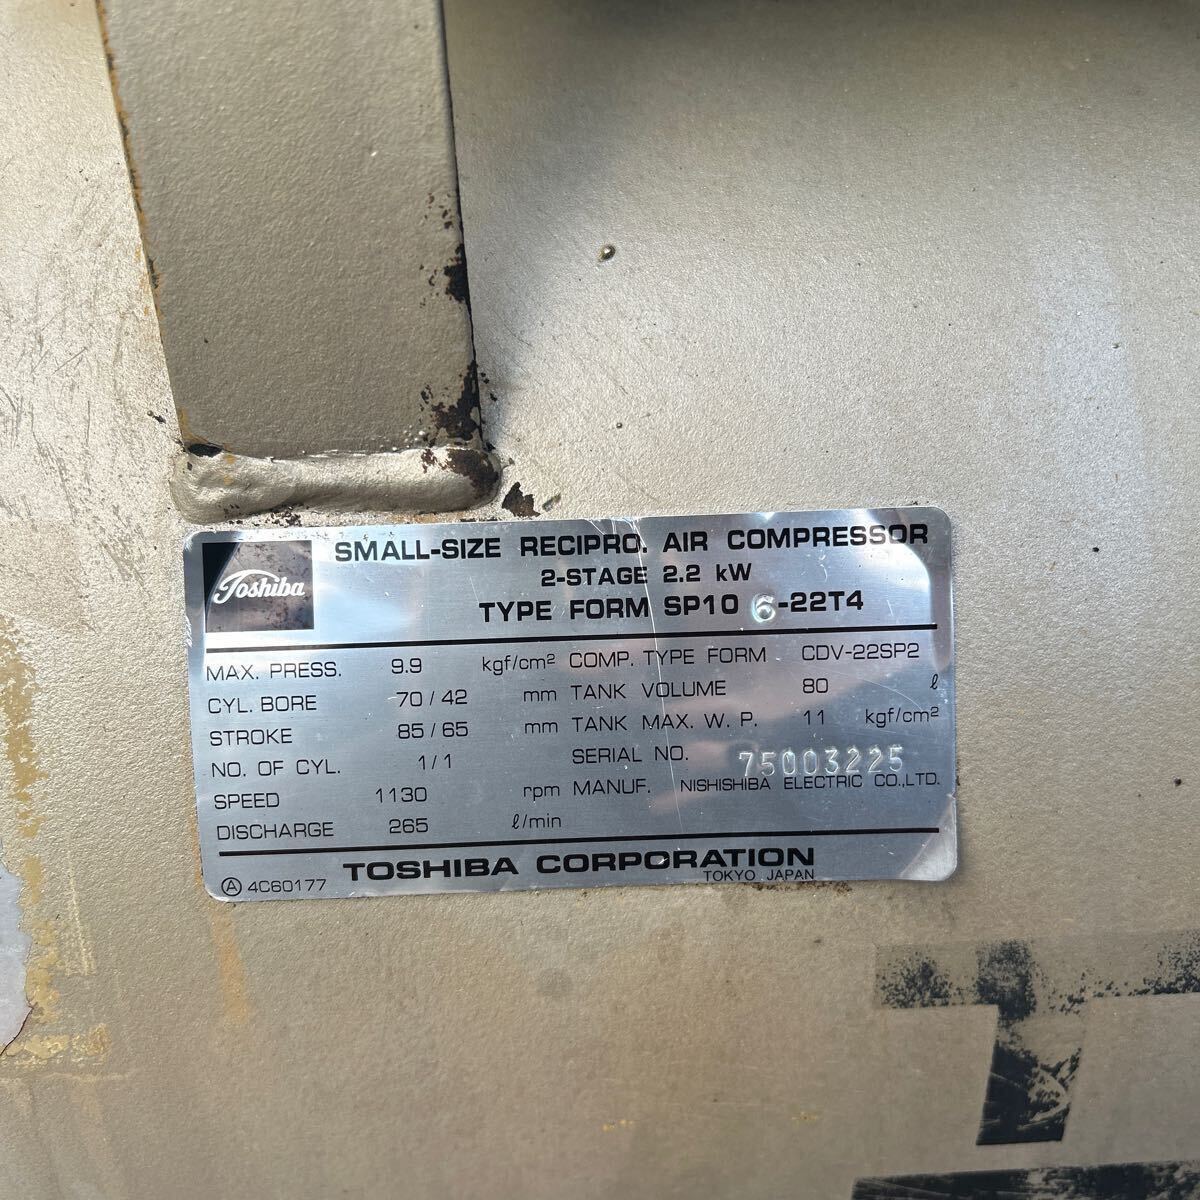 Toshiba
SMALL-SIZE RECIPRO. AIR COMPRESSOR
2-STAGE 2.2 kW
TYPE FORM SP10 6-22T4
MAX. PRESS. 9.9 kgf/cm²
CYL. BORE 70 / 42 mm
STROKE 85 / 65 mm
NO. OF CYL. 1 / 1
SPEED 1130 rpm
DISCHARGE 265 ℓ/min
COMP. TYPE FORM CDV-22SP2
TANK VOLUME 80 ℓ
TANK MAX. W. P. 11 kgf/cm²
SERIAL NO. 75003225
MANUF. NISHISHIBA ELECTRIC CO.,LTD.
Ⓐ 4C60177
TOSHIBA CORPORATION
TOKYO JAPAN